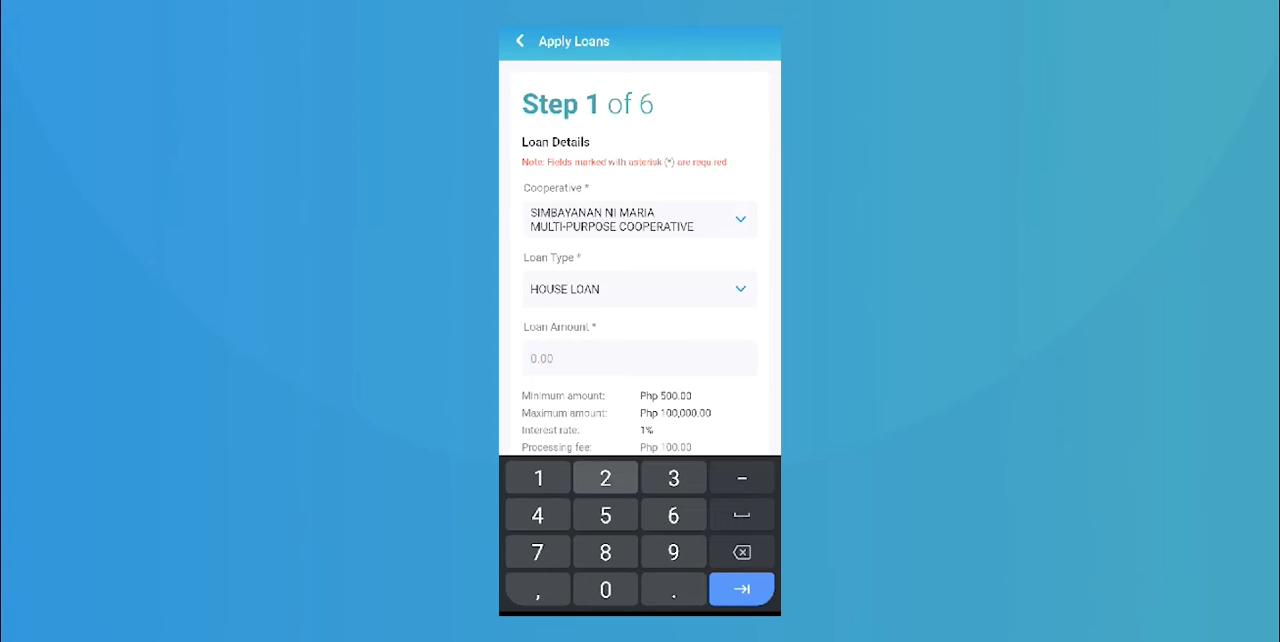 Apply Loans
Step 1 of 6
Loan Details
Note: Fields marked with asterisk (*) are required
Cooperative *
SIMBAYANAN NI MARIA
MULTI-PURPOSE COOPERATIVE
Loan Type *
HOUSE LOAN
Loan Amount *
0.00
Minimum amount: Php 500.00
Maximum amount: Php 100,000.00
Interest rate: 1%
Processing fee: Php 100.00
1 2 3 -
4 5 6
7 8 9
, 0 .